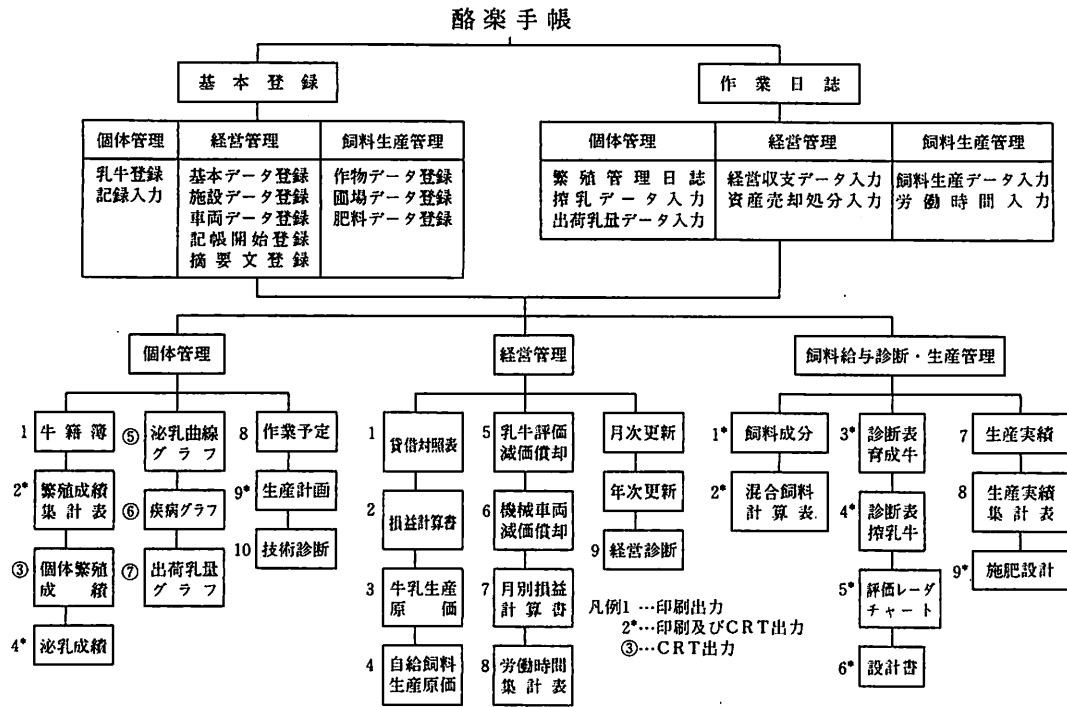 酪楽手帳
基本登録
作業日誌
個体管理
乳牛登録
記録入力
経営管理
基本データ登録
施設データ登録
車両データ登録
記帳開始登録
摘要文登録
飼料生産管理
作物データ登録
圃場データ登録
肥料データ登録
個体管理
繁殖管理日誌
搾乳データ入力
出荷乳量データ入力
経営管理
経営収支データ入力
資産売却処分入力
飼料生産管理
飼料生産データ入力
労働時間入力
個体管理
1 牛籍簿
2* 繁殖成績
集計表
③ 個体繁殖
成績
4* 泌乳成績
⑤ 泌乳曲線
グラフ
⑥ 疾病グラフ
⑦ 出荷乳量
グラフ
8 作業予定
9* 生産計画
10 技術診断
経営管理
1 貸借対照表
2 損益計算書
3 牛乳生産
原価
4 自給飼料
生産原価
5 乳牛評価
減価償却
6 機械車両
減価償却
7 月別損益
計算書
8 労働時間
集計表
月次更新
年次更新
9 経営診断
凡例1…印刷出力
2*…印刷及びCRT出力
③…CRT出力
飼料給与診断・生産管理
1* 飼料成分
2* 混合飼料
計算表
3* 診断表
育成牛
4* 診断表
搾乳牛
5* 評価レーダ
チャート
6* 設計書
7 生産実績
8 生産実績
集計表
9* 施肥設計